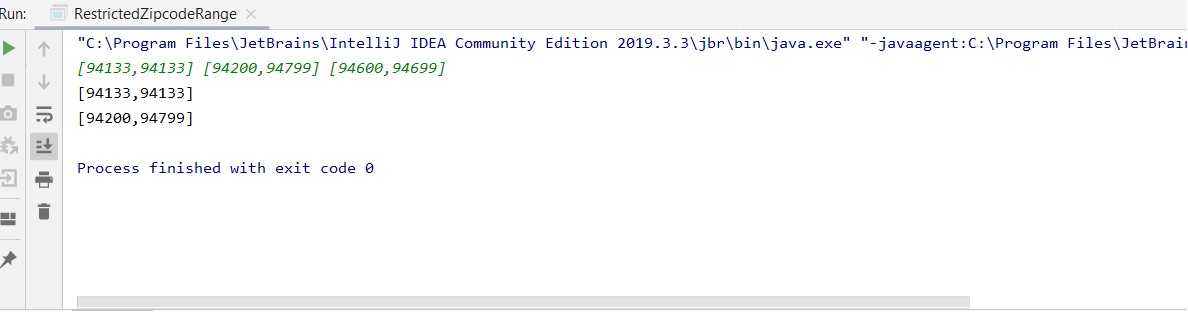 Run: RestrictedZipcodeRange
"C:\Program Files\JetBrains\IntelliJ IDEA Community Edition 2019.3.3\jbr\bin\java.exe" "-javaagent:C:\Program Files\JetBrain
[94133,94133] [94200,94799] [94600,94699]
[94133,94133]
[94200,94799]
Process finished with exit code 0